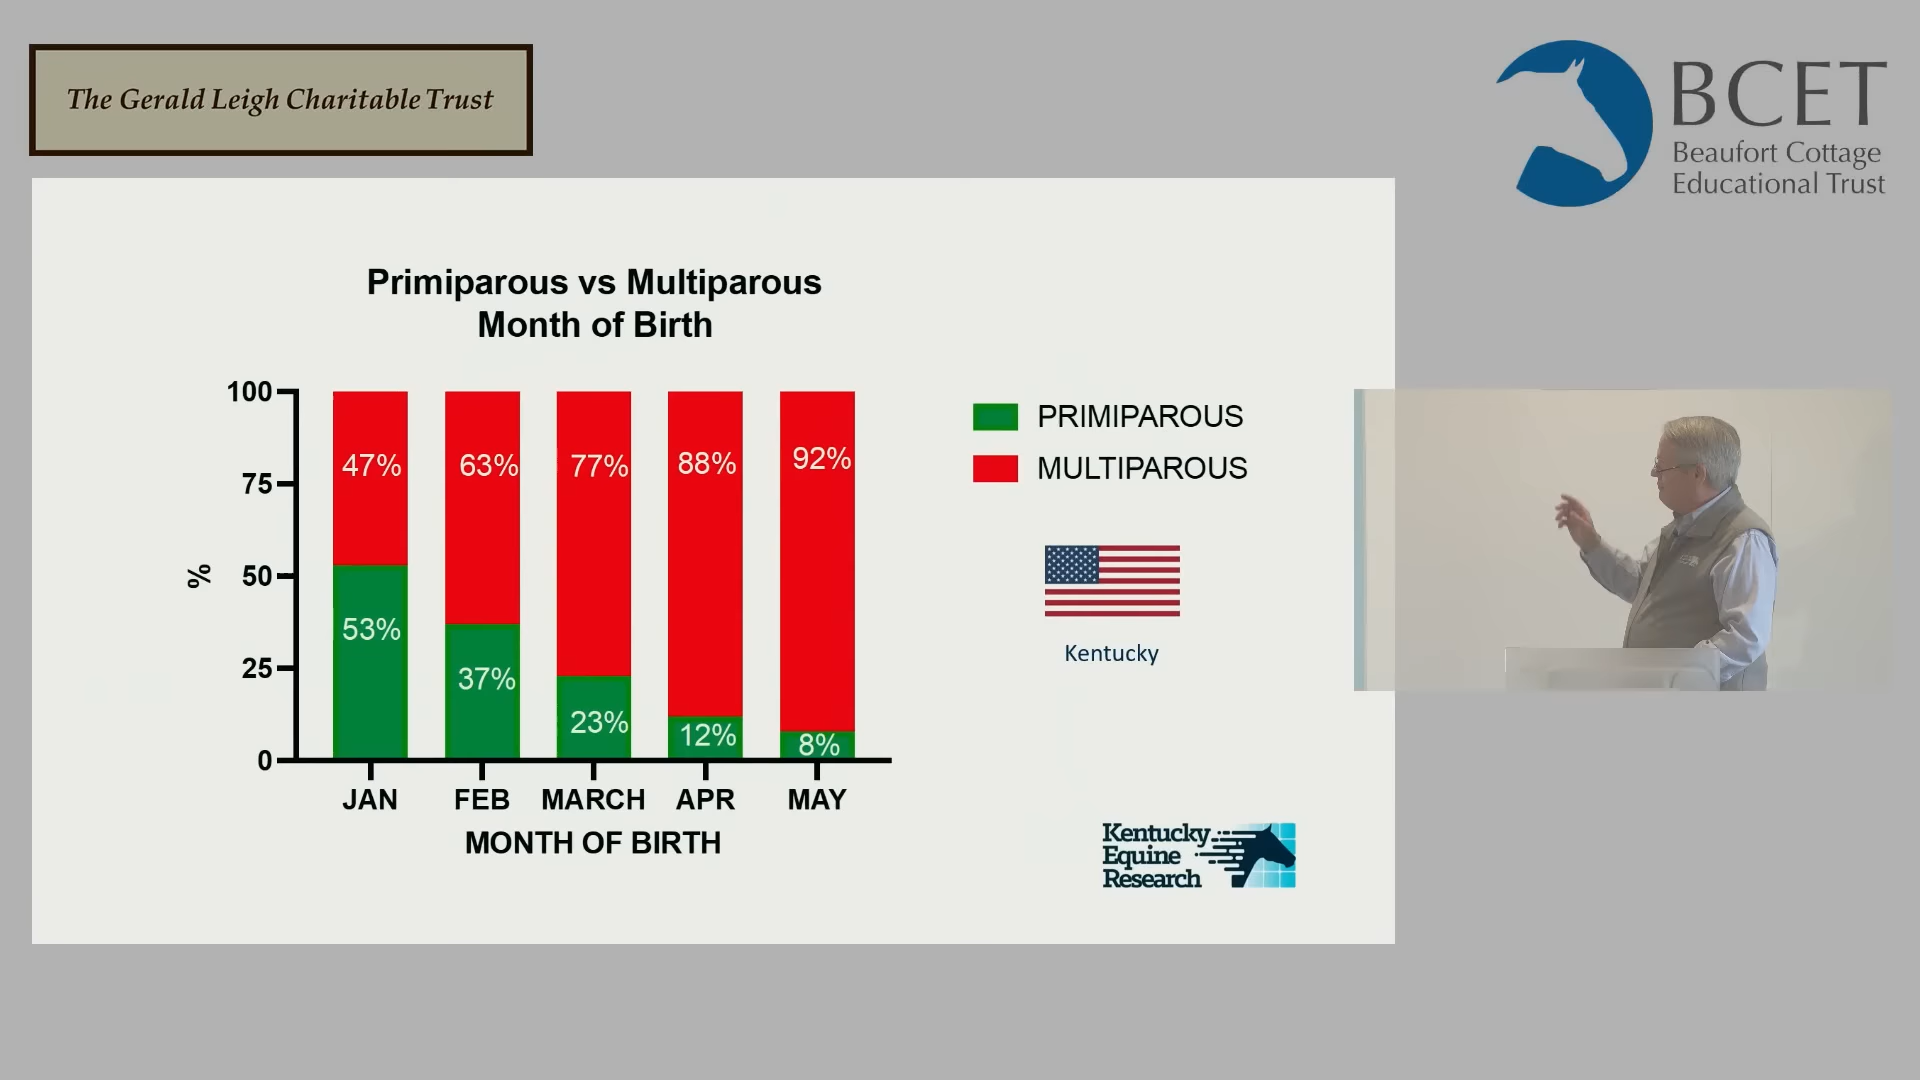 The Gerald Leigh Charitable Trust
BCET
Beaufort Cottage
Educational Trust
Primiparous vs Multiparous
Month of Birth
100
75
50
25
0
%
47%
63%
77%
88%
92%
53%
37%
23%
12%
8%
JAN
FEB
MARCH
APR
MAY
MONTH OF BIRTH
PRIMIPAROUS
MULTIPAROUS
Kentucky
Kentucky
Equine
Research